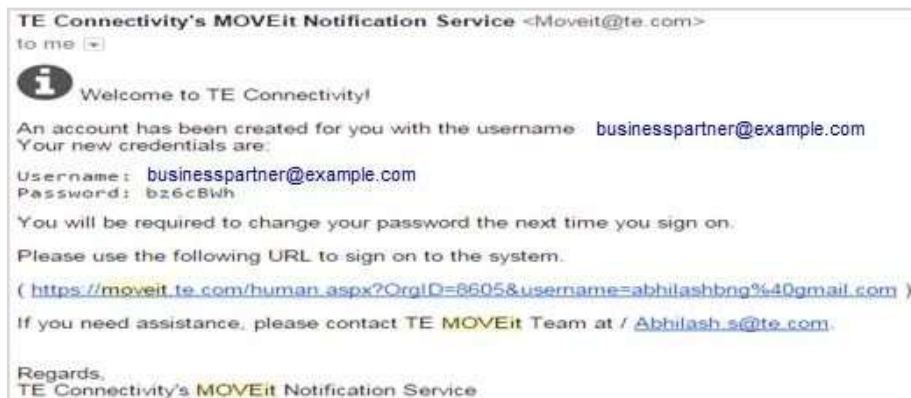 TE Connectivity's MOVEit Notification Service <Moveit@te.com>
to me
Welcome to TE Connectivity!
An account has been created for you with the username businesspartner@example.com
Your new credentials are:
Username: businesspartner@example.com
Password: bz6cBWh
You will be required to change your password the next time you sign on.
Please use the following URL to sign on to the system.
( https://moveit.te.com/human.aspx?OrgID=8605&username=abhilashbng%40gmail.com )
If you need assistance, please contact TE MOVEit Team at / Abhilash.s@te.com.
Regards,
TE Connectivity's MOVEit Notification Service